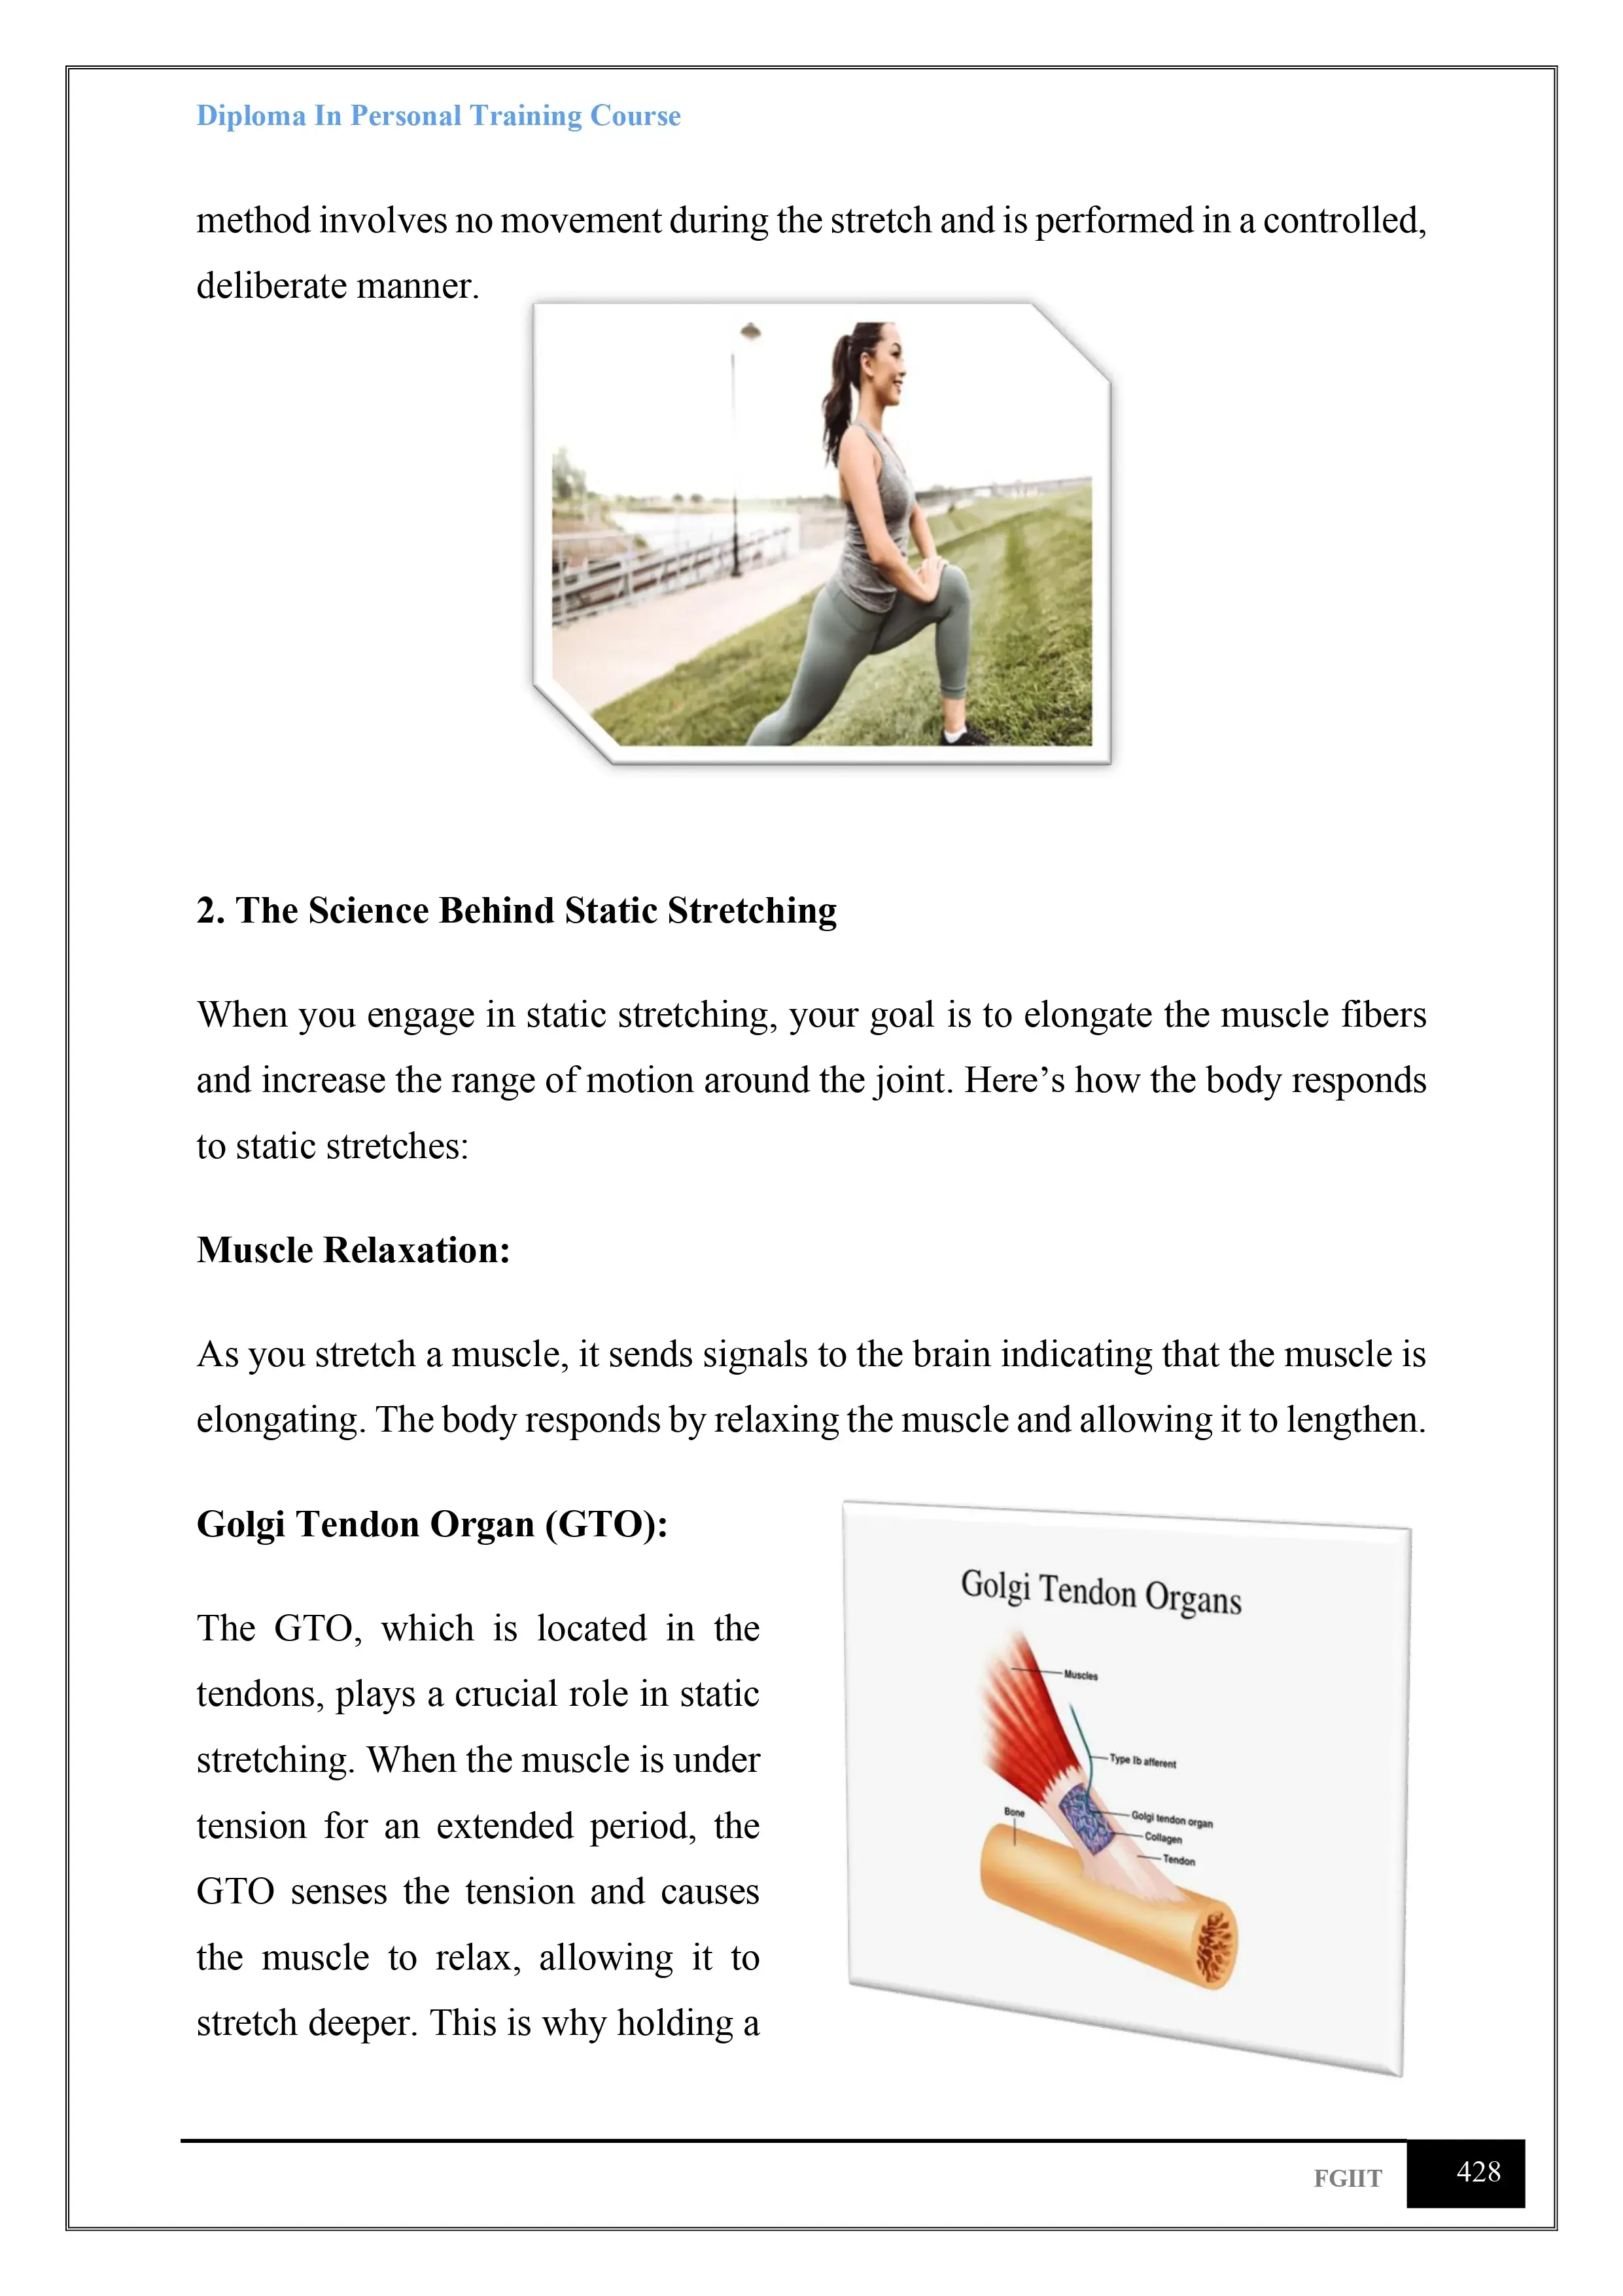 Diploma In Personal Training Course
method involves no movement during the stretch and is performed in a controlled,
deliberate manner.
2. The Science Behind Static Stretching
When you engage in static stretching, your goal is to elongate the muscle fibers
and increase the range of motion around the joint. Here’s how the body responds
to static stretches:
Muscle Relaxation:
As you stretch a muscle, it sends signals to the brain indicating that the muscle is
elongating. The body responds by relaxing the muscle and allowing it to lengthen.
Golgi Tendon Organ (GTO):
The GTO, which is located in the
tendons, plays a crucial role in static
stretching. When the muscle is under
tension for an extended period, the
GTO senses the tension and causes
the muscle to relax, allowing it to
stretch deeper. This is why holding a
Golgi Tendon Organs
Muscles
Type Ib afferent
Bone
Golgi tendon organ
Collagen
Tendon
FGIIT
428